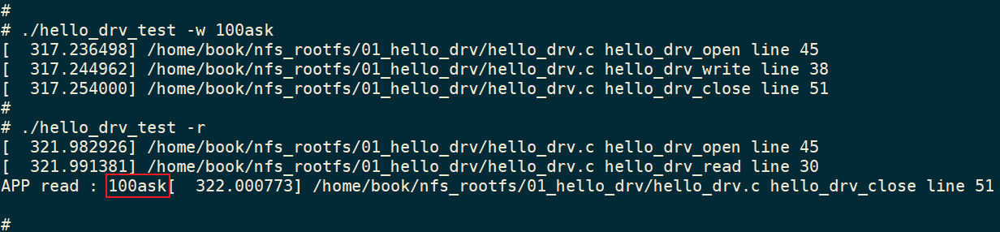 #
# ./hello_drv_test -w 100ask
[  317.236498] /home/book/nfs_rootfs/01_hello_drv/hello_drv.c hello_drv_open line 45
[  317.244962] /home/book/nfs_rootfs/01_hello_drv/hello_drv.c hello_drv_write line 38
[  317.254000] /home/book/nfs_rootfs/01_hello_drv/hello_drv.c hello_drv_close line 51
#
# ./hello_drv_test -r
[  321.982926] /home/book/nfs_rootfs/01_hello_drv/hello_drv.c hello_drv_open line 45
[  321.991381] /home/book/nfs_rootfs/01_hello_drv/hello_drv.c hello_drv_read line 30
APP read : 100ask[  322.000773] /home/book/nfs_rootfs/01_hello_drv/hello_drv.c hello_drv_close line 51
#